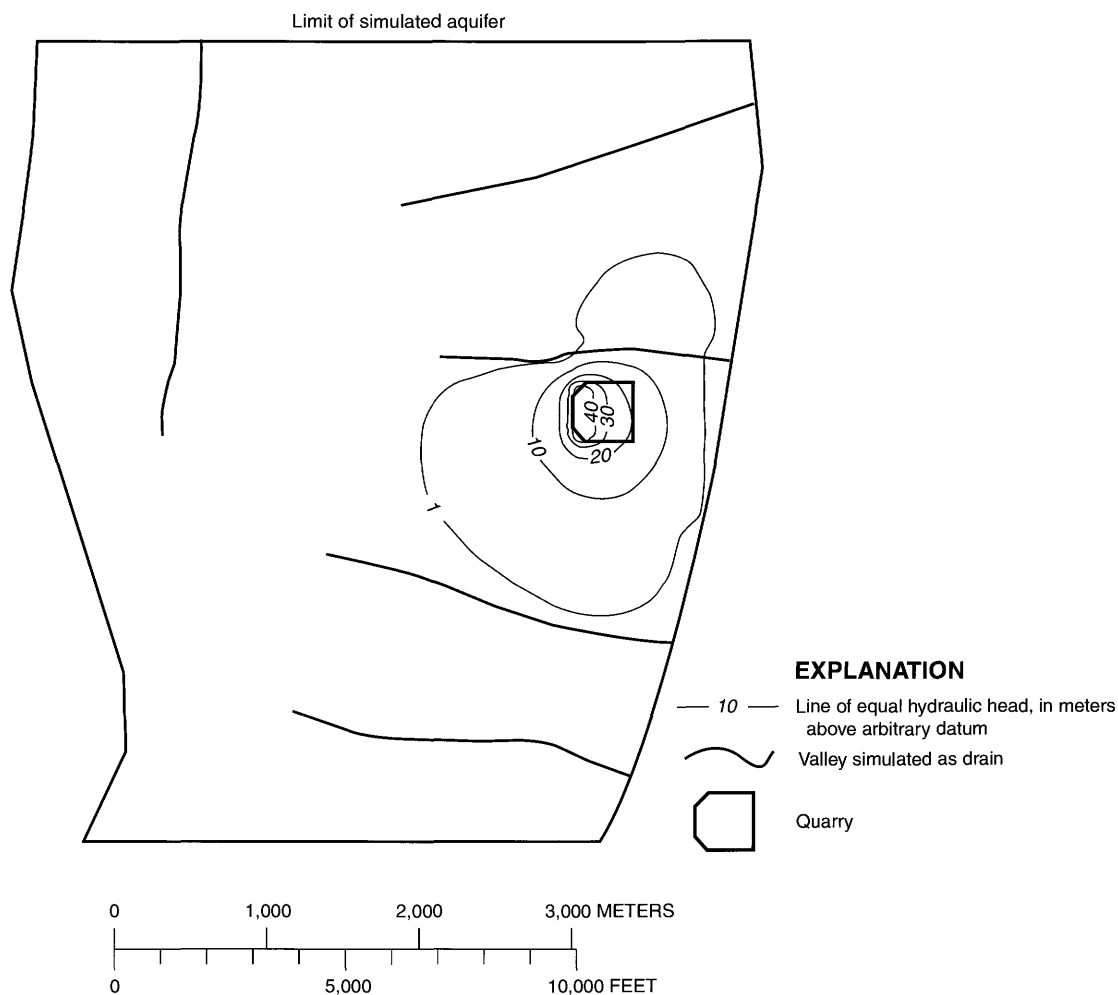 Limit of simulated aquifer
40
30
10
20
1
EXPLANATION
10 Line of equal hydraulic head, in meters
above arbitrary datum
Valley simulated as drain
Quarry
0 1,000 2,000 3,000 METERS
0 5,000 10,000 FEET